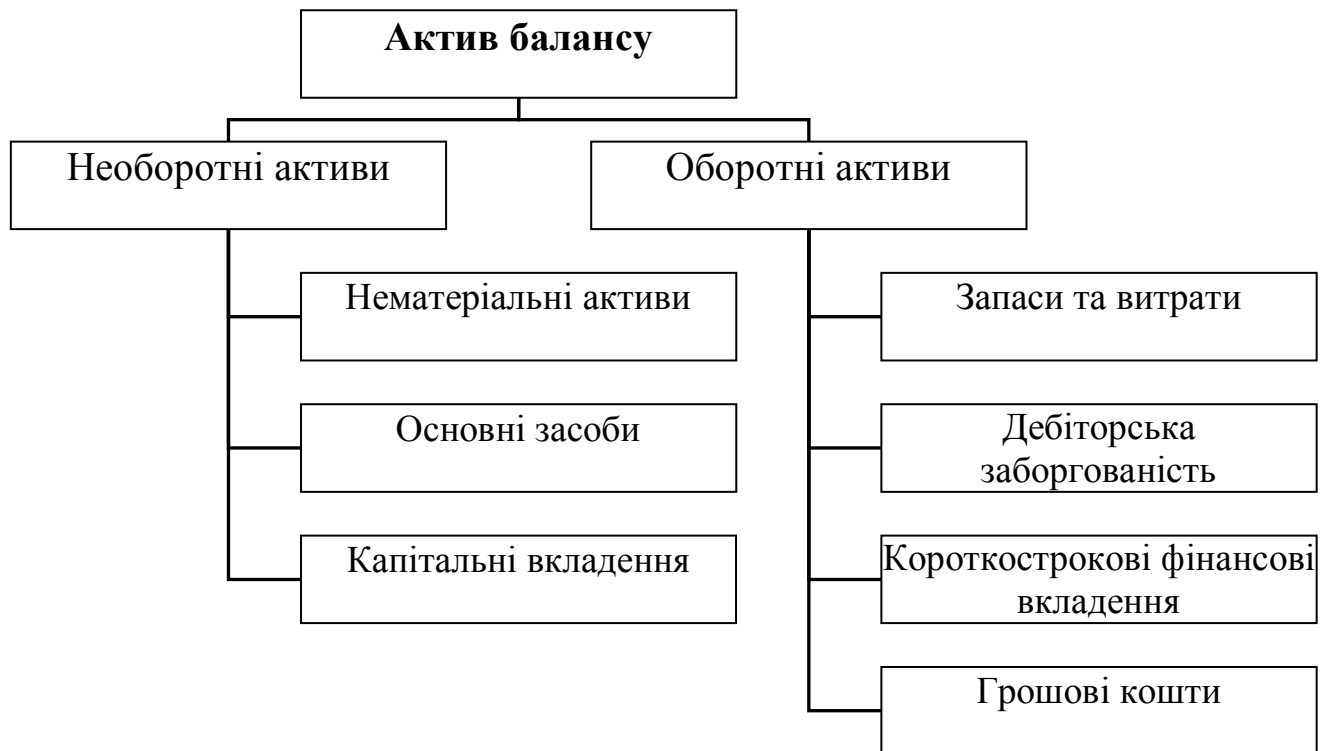 Актив балансу
Необоротні активи
Оборотні активи
Нематеріальні активи
Запаси та витрати
Основні засоби
Дебіторська
заборгованість
Капітальні вкладення
Короткострокові фінансові
вкладення
Грошові кошти